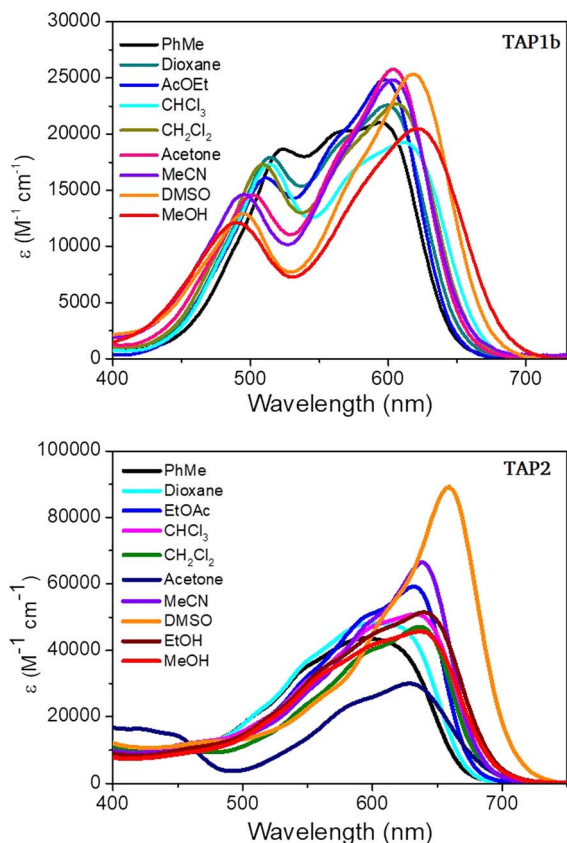 TAP1b
PhMe
Dioxane
AcOEt
CHCl₃
CH₂Cl₂
Acetone
MeCN
DMSO
MeOH
30000
25000
20000
15000
10000
5000
0
ε (M⁻¹ cm⁻¹)
400 500 600 700
Wavelength (nm)
TAP2
PhMe
Dioxane
EtOAc
CHCl₃
CH₂Cl₂
Acetone
MeCN
DMSO
EtOH
MeOH
100000
80000
60000
40000
20000
0
ε (M⁻¹ cm⁻¹)
400 500 600 700
Wavelength (nm)